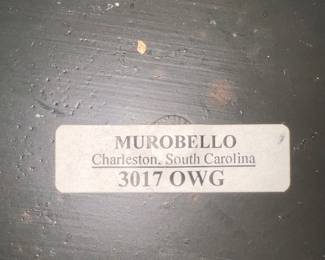 MUROBELLO
Charleston, South Carolina
3017 OWG